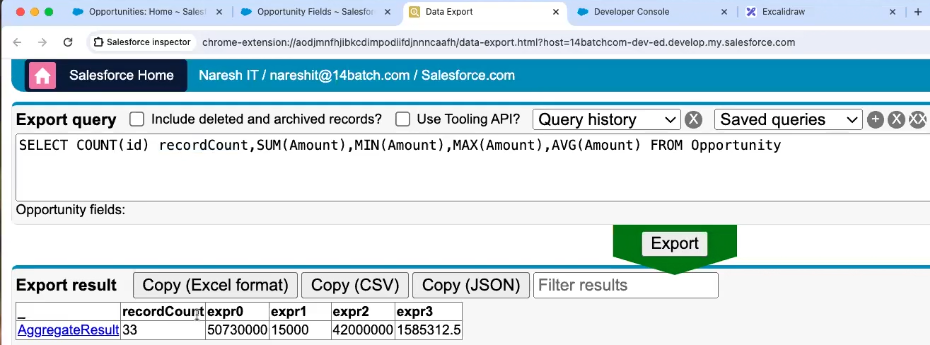 Opportunities: Home ~ Sales
Opportunity Fields ~ Salesfor
Data Export
Developer Console
Excalidraw
Salesforce inspector
chrome-extension://aodjmnfhjibkcdimpodiifdjnnncaafh/data-export.html?host=14batchcom-dev-ed.develop.my.salesforce.com
Salesforce Home
Naresh IT / nareshit@14batch.com / Salesforce.com
Export query
Include deleted and archived records?
Use Tooling API?
Query history
X
Saved queries
+ X XX
SELECT COUNT(id) recordCount,SUM(Amount),MIN(Amount),MAX(Amount),AVG(Amount) FROM Opportunity
Opportunity fields:
Export
Export result
Copy (Excel format)
Copy (CSV)
Copy (JSON)
Filter results
_ recordCount expr0 expr1 expr2 expr3
AggregateResult 33 50730000 15000 42000000 1585312.5